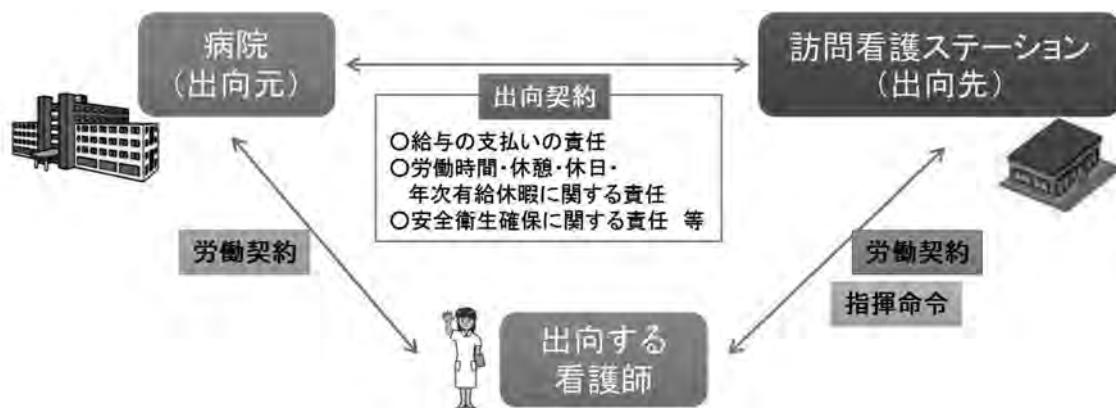 病院
(出向元)
訪問看護ステーション
(出向先)
出向契約
○給与の支払いの責任
○労働時間・休憩・休日・
年次有給休暇に関する責任
○安全衛生確保に関する責任 等
労働契約
労働契約
指揮命令
出向する
看護師